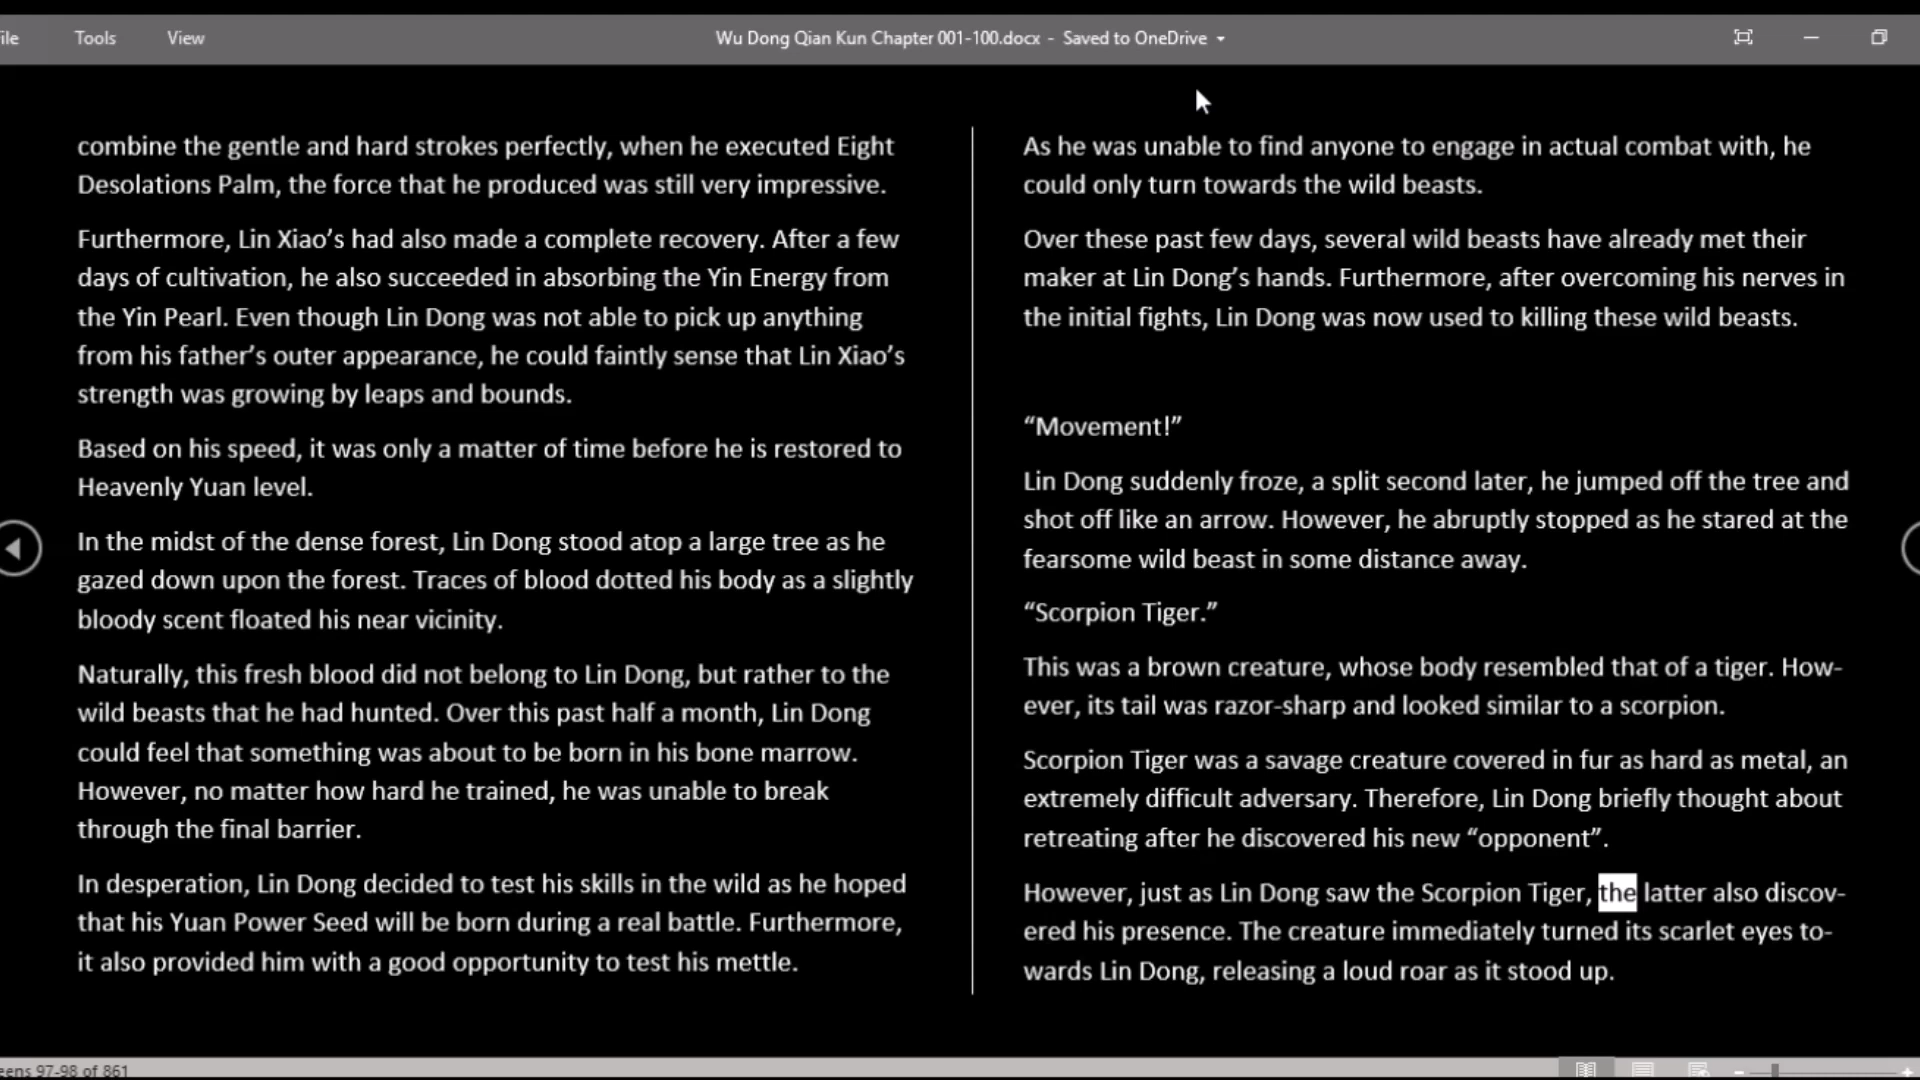 ile Tools View Wu Dong Qian Kun Chapter 001-100.docx - Saved to OneDrive
combine the gentle and hard strokes perfectly, when he executed Eight
Desolations Palm, the force that he produced was still very impressive.
Furthermore, Lin Xiao’s had also made a complete recovery. After a few
days of cultivation, he also succeeded in absorbing the Yin Energy from
the Yin Pearl. Even though Lin Dong was not able to pick up anything
from his father’s outer appearance, he could faintly sense that Lin Xiao’s
strength was growing by leaps and bounds.
Based on his speed, it was only a matter of time before he is restored to
Heavenly Yuan level.
In the midst of the dense forest, Lin Dong stood atop a large tree as he
gazed down upon the forest. Traces of blood dotted his body as a slightly
bloody scent floated his near vicinity.
Naturally, this fresh blood did not belong to Lin Dong, but rather to the
wild beasts that he had hunted. Over this past half a month, Lin Dong
could feel that something was about to be born in his bone marrow.
However, no matter how hard he trained, he was unable to break
through the final barrier.
In desperation, Lin Dong decided to test his skills in the wild as he hoped
that his Yuan Power Seed will be born during a real battle. Furthermore,
it also provided him with a good opportunity to test his mettle.
As he was unable to find anyone to engage in actual combat with, he
could only turn towards the wild beasts.
Over these past few days, several wild beasts have already met their
maker at Lin Dong’s hands. Furthermore, after overcoming his nerves in
the initial fights, Lin Dong was now used to killing these wild beasts.
“Movement!”
Lin Dong suddenly froze, a split second later, he jumped off the tree and
shot off like an arrow. However, he abruptly stopped as he stared at the
fearsome wild beast in some distance away.
“Scorpion Tiger.”
This was a brown creature, whose body resembled that of a tiger. How-
ever, its tail was razor-sharp and looked similar to a scorpion.
Scorpion Tiger was a savage creature covered in fur as hard as metal, an
extremely difficult adversary. Therefore, Lin Dong briefly thought about
retreating after he discovered his new “opponent”.
However, just as Lin Dong saw the Scorpion Tiger, the latter also discov-
ered his presence. The creature immediately turned its scarlet eyes to-
wards Lin Dong, releasing a loud roar as it stood up.
eens 97-98 of 861